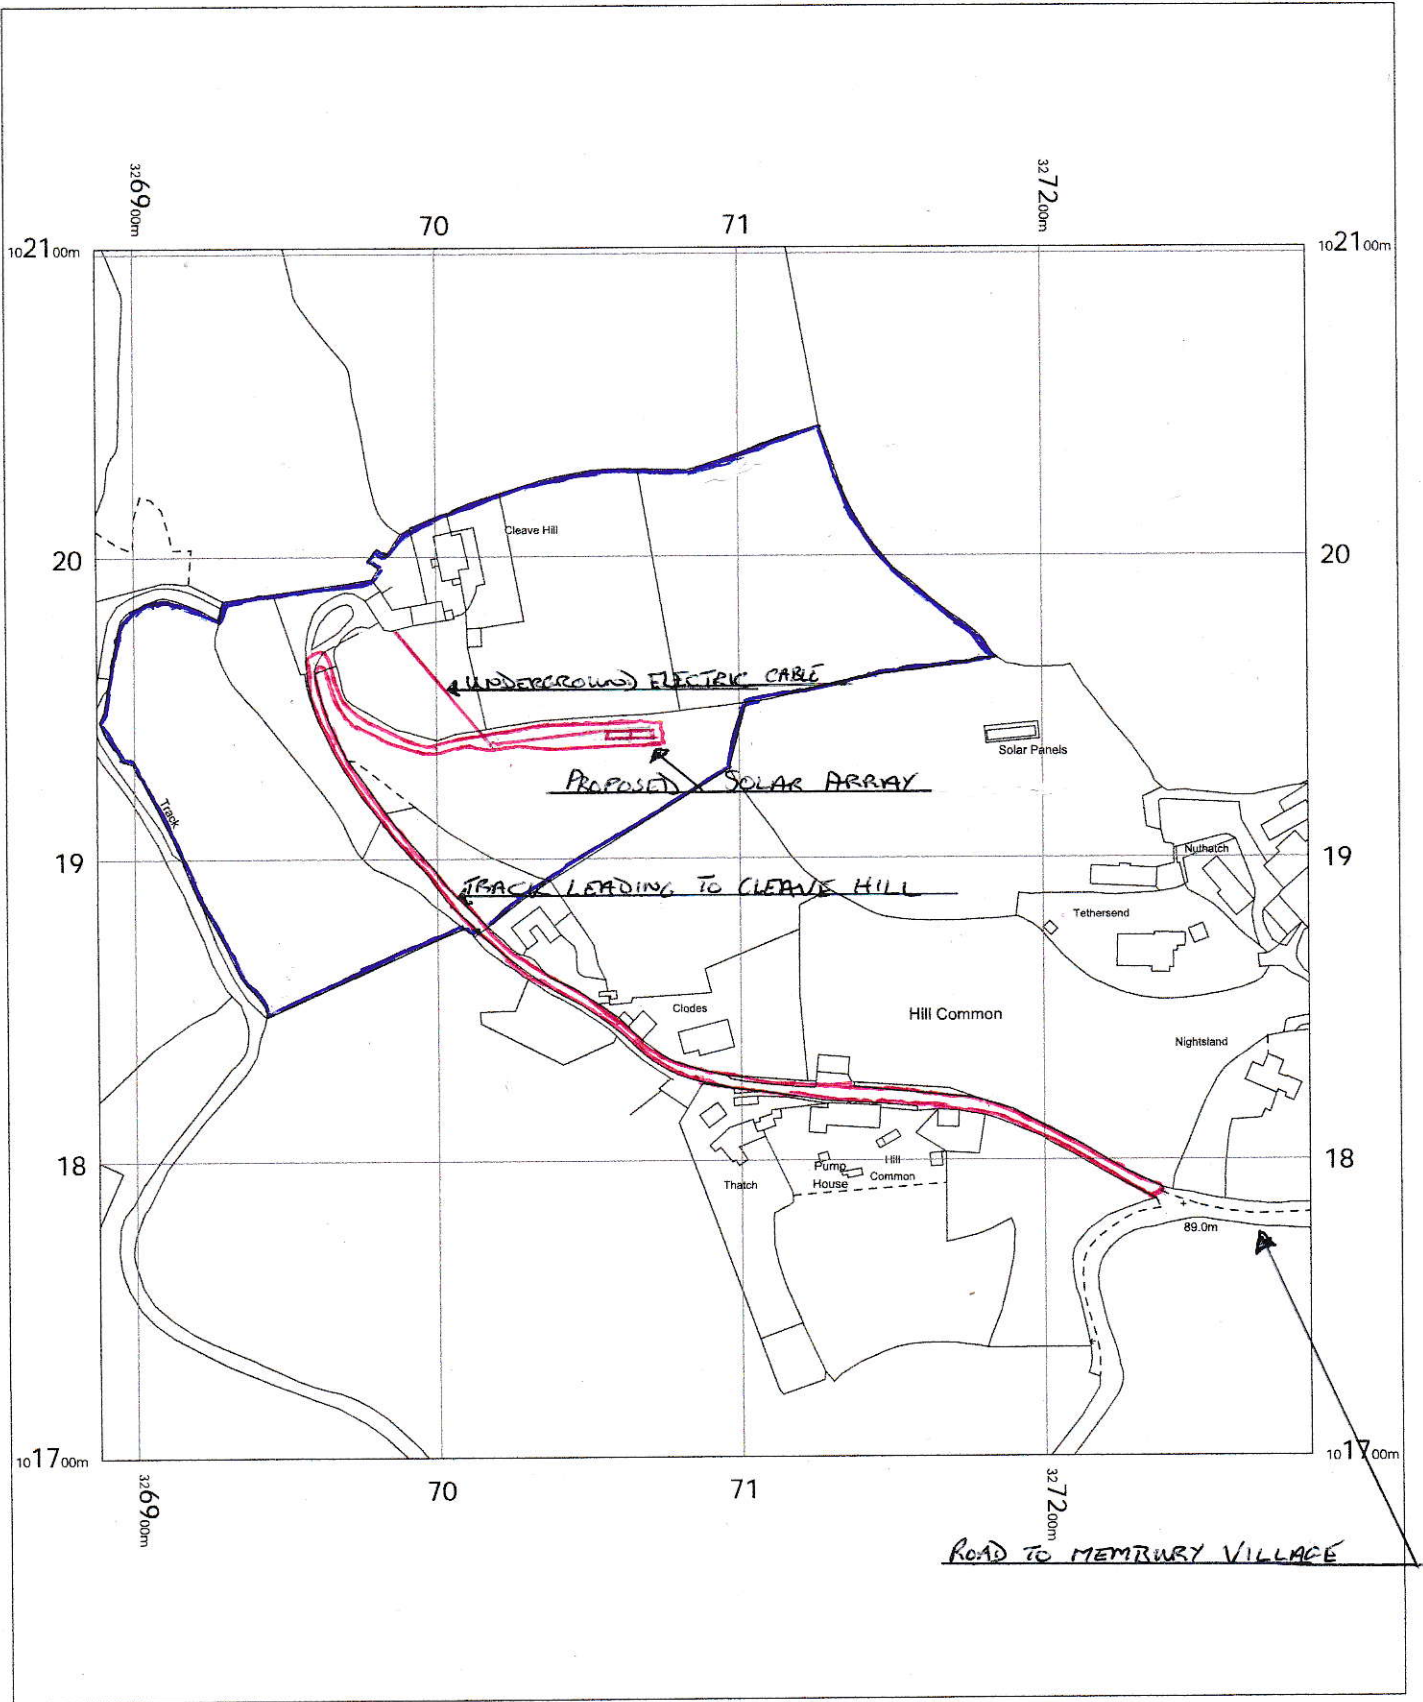 3269 00m
3272 00m
70
71
1021 00m
1021 00m
Cleave Hill
20
20
UNDERGROUND ELECTRIC CABLE
Solar Panels
PROPOSED SOLAR ARRAY
Track
19
19
Nuthatch
TRACK LEADING TO CLEAVE HILL
Tethersend
Clodes
Hill Common
Nightsland
18
18
Pump
House
Hill
Common
Thatch
89.0m
1017 00m
1017 00m
3269 00m
70
71
3272 00m
ROAD TO MEMBURY VILLAGE